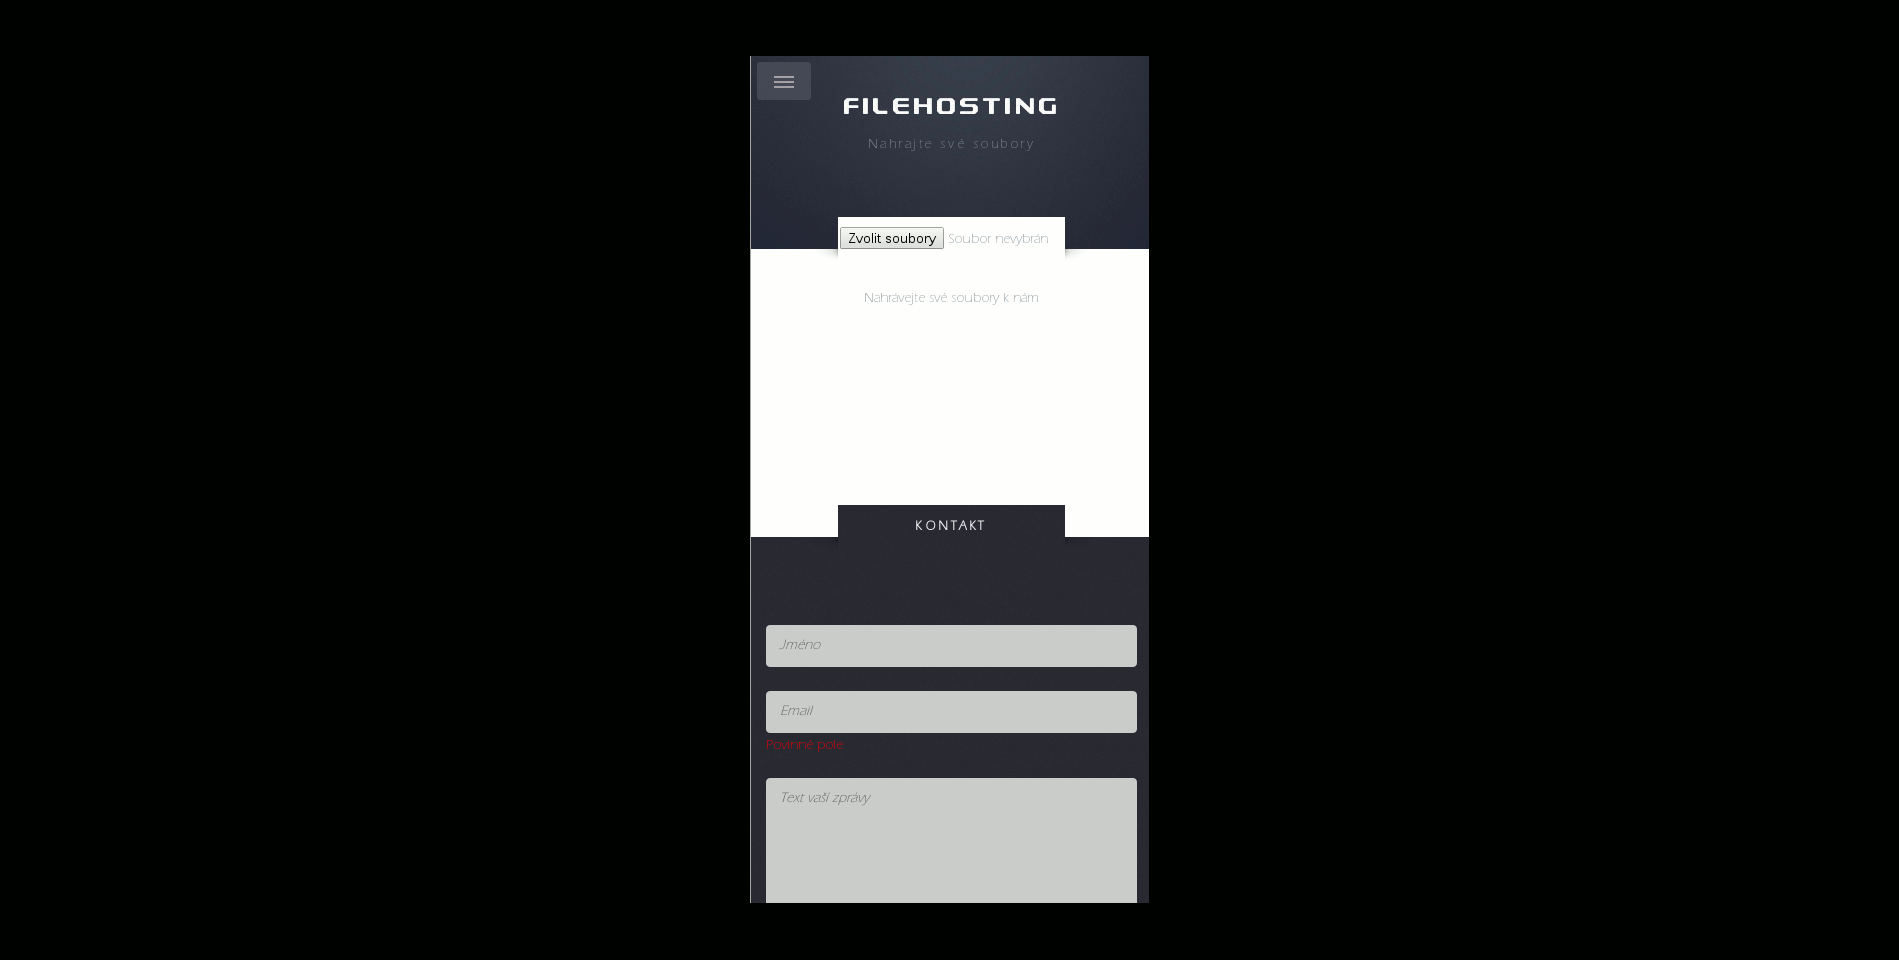 FILEHOSTING
Nahrajte své soubory
Zvolit soubory Soubor nevybrán
Nahrávejte své soubory k nám
KONTAKT
Jméno
Email
Povinné pole
Text vaší zprávy